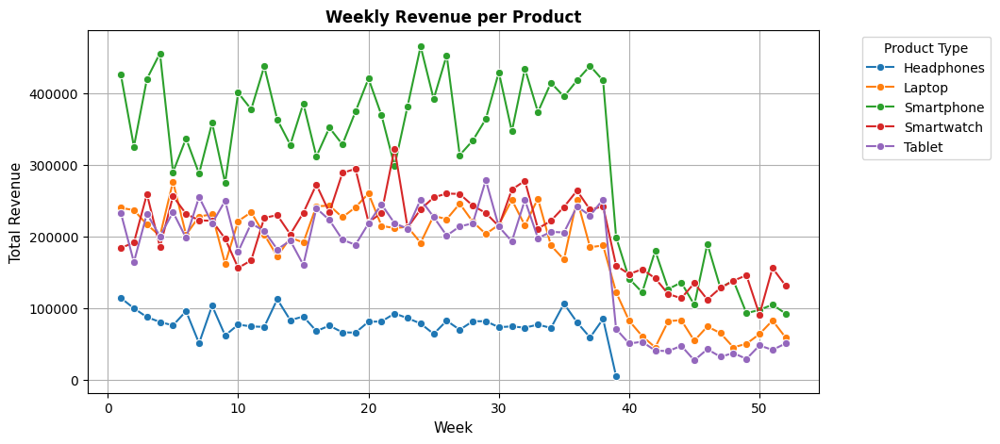 Weekly Revenue per Product
Total Revenue
400000
300000
200000
100000
0
0 10 20 30 40 50
Week
Product Type
Headphones
Laptop
Smartphone
Smartwatch
Tablet